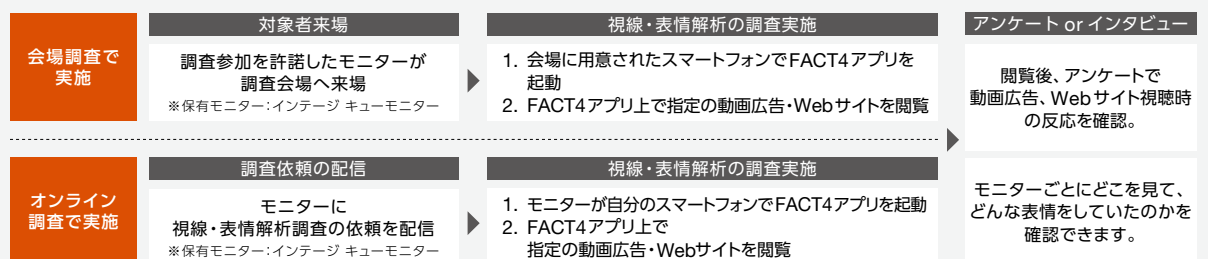 会場調査で
実施
対象者来場
調査参加を許諾したモニターが
調査会場へ来場
※保有モニター：インテージ キューモニター
視線・表情解析の調査実施
1. 会場に用意されたスマートフォンでFACT4アプリを
起動
2. FACT4アプリ上で指定の動画広告・Webサイトを閲覧
オンライン
調査で実施
調査依頼の配信
モニターに
視線・表情解析調査の依頼を配信
※保有モニター：インテージ キューモニター
視線・表情解析の調査実施
1. モニターが自分のスマートフォンでFACT4アプリを起動
2. FACT4アプリ上で
指定の動画広告・Webサイトを閲覧
アンケート or インタビュー
閲覧後、アンケートで
動画広告、Webサイト視聴時
の反応を確認。
モニターごとにどこを見て、
どんな表情をしていたのかを
確認できます。